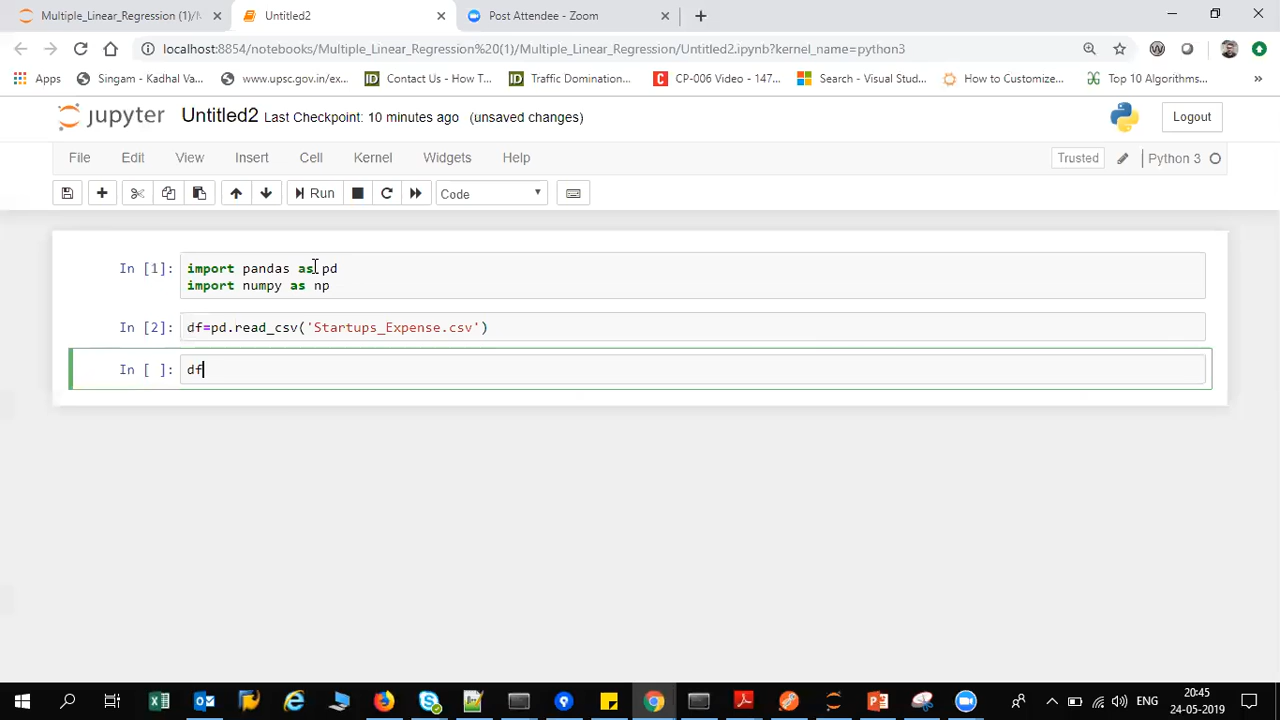 Multiple_Linear_Regression (1)/M
Untitled2
Post Attendee - Zoom
localhost:8854/notebooks/Multiple_Linear_Regression%20(1)/Multiple_Linear_Regression/Untitled2.ipynb?kernel_name=python3
Apps
Singam - Kadhal Va...
www.upsc.gov.in/ex...
ID Contact Us - How T...
ID Traffic Domination...
C CP-006 Video - 147...
Search - Visual Stud...
How to Customize...
Top 10 Algorithms...
»
jupyter Untitled2 Last Checkpoint: 10 minutes ago (unsaved changes)
Logout
File Edit View Insert Cell Kernel Widgets Help
Trusted
Python 3
Run
Code
In [1]: import pandas as pd
import numpy as np
In [2]: df=pd.read_csv('Startups_Expense.csv')
In [ ]: df
ENG
20:45
24-05-2019